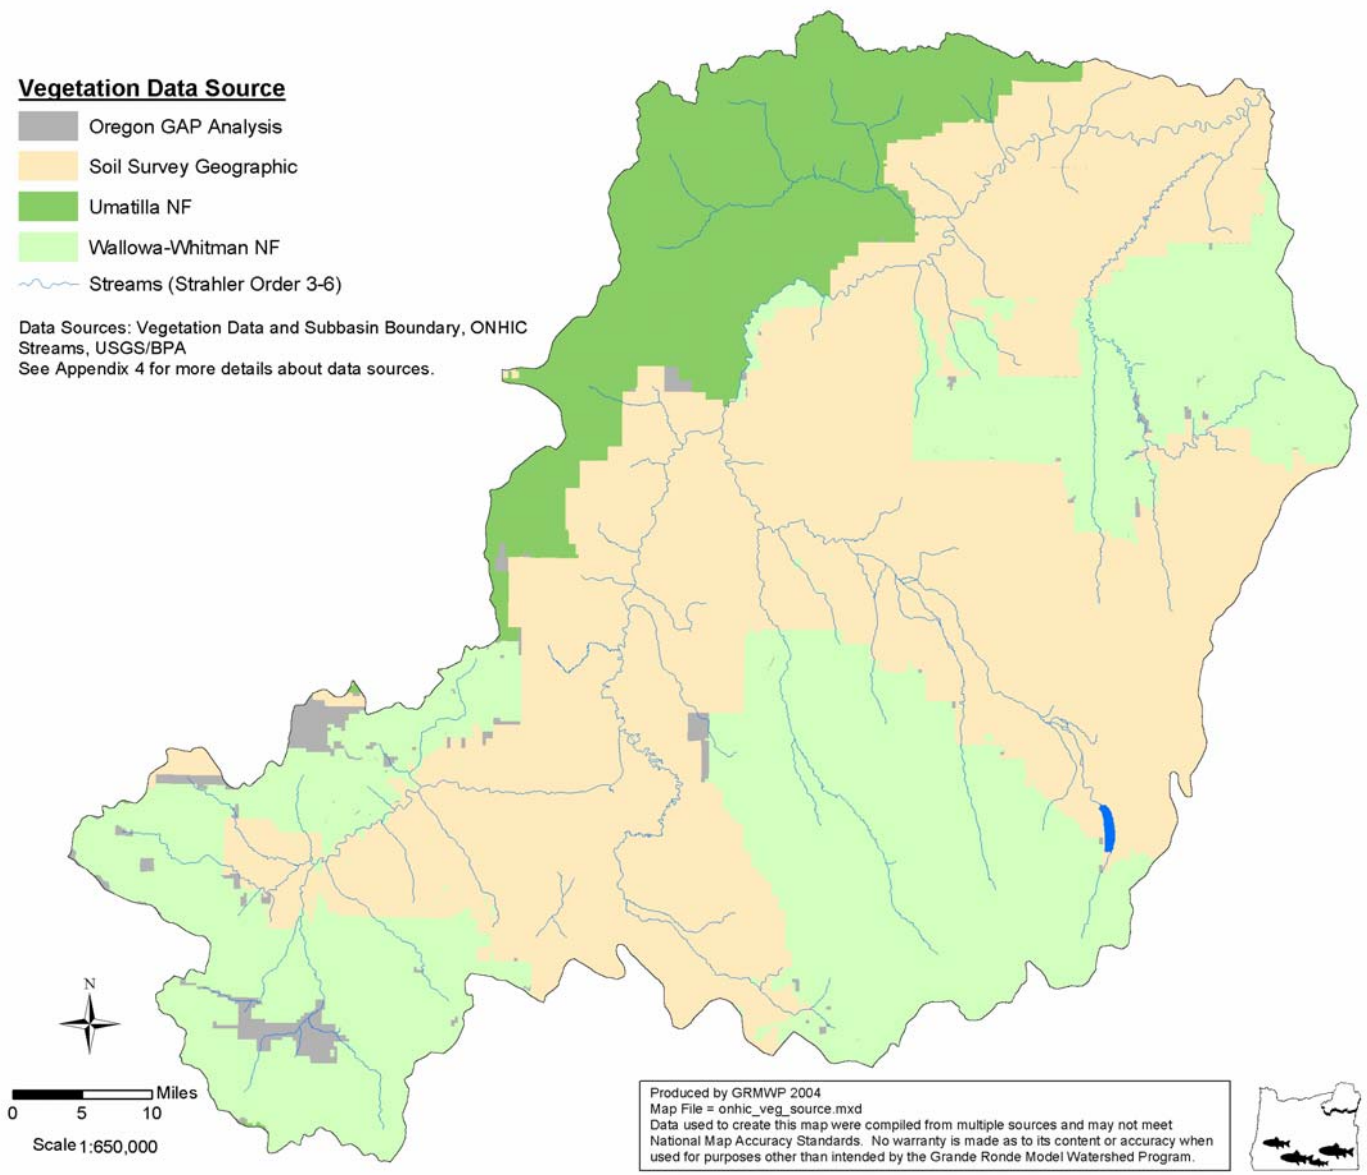 Vegetation Data Source
Oregon GAP Analysis
Soil Survey Geographic
Umatilla NF
Wallowa-Whitman NF
Streams (Strahler Order 3-6)
Data Sources: Vegetation Data and Subbasin Boundary, ONHIC
Streams, USGS/BPA
See Appendix 4 for more details about data sources.
N
Miles
0 5 10
Scale 1:650,000
Produced by GRMWP 2004
Map File = onhic_veg_source.mxd
Data used to create this map were compiled from multiple sources and may not meet
National Map Accuracy Standards. No warranty is made as to its content or accuracy when
used for purposes other than intended by the Grande Ronde Model Watershed Program.